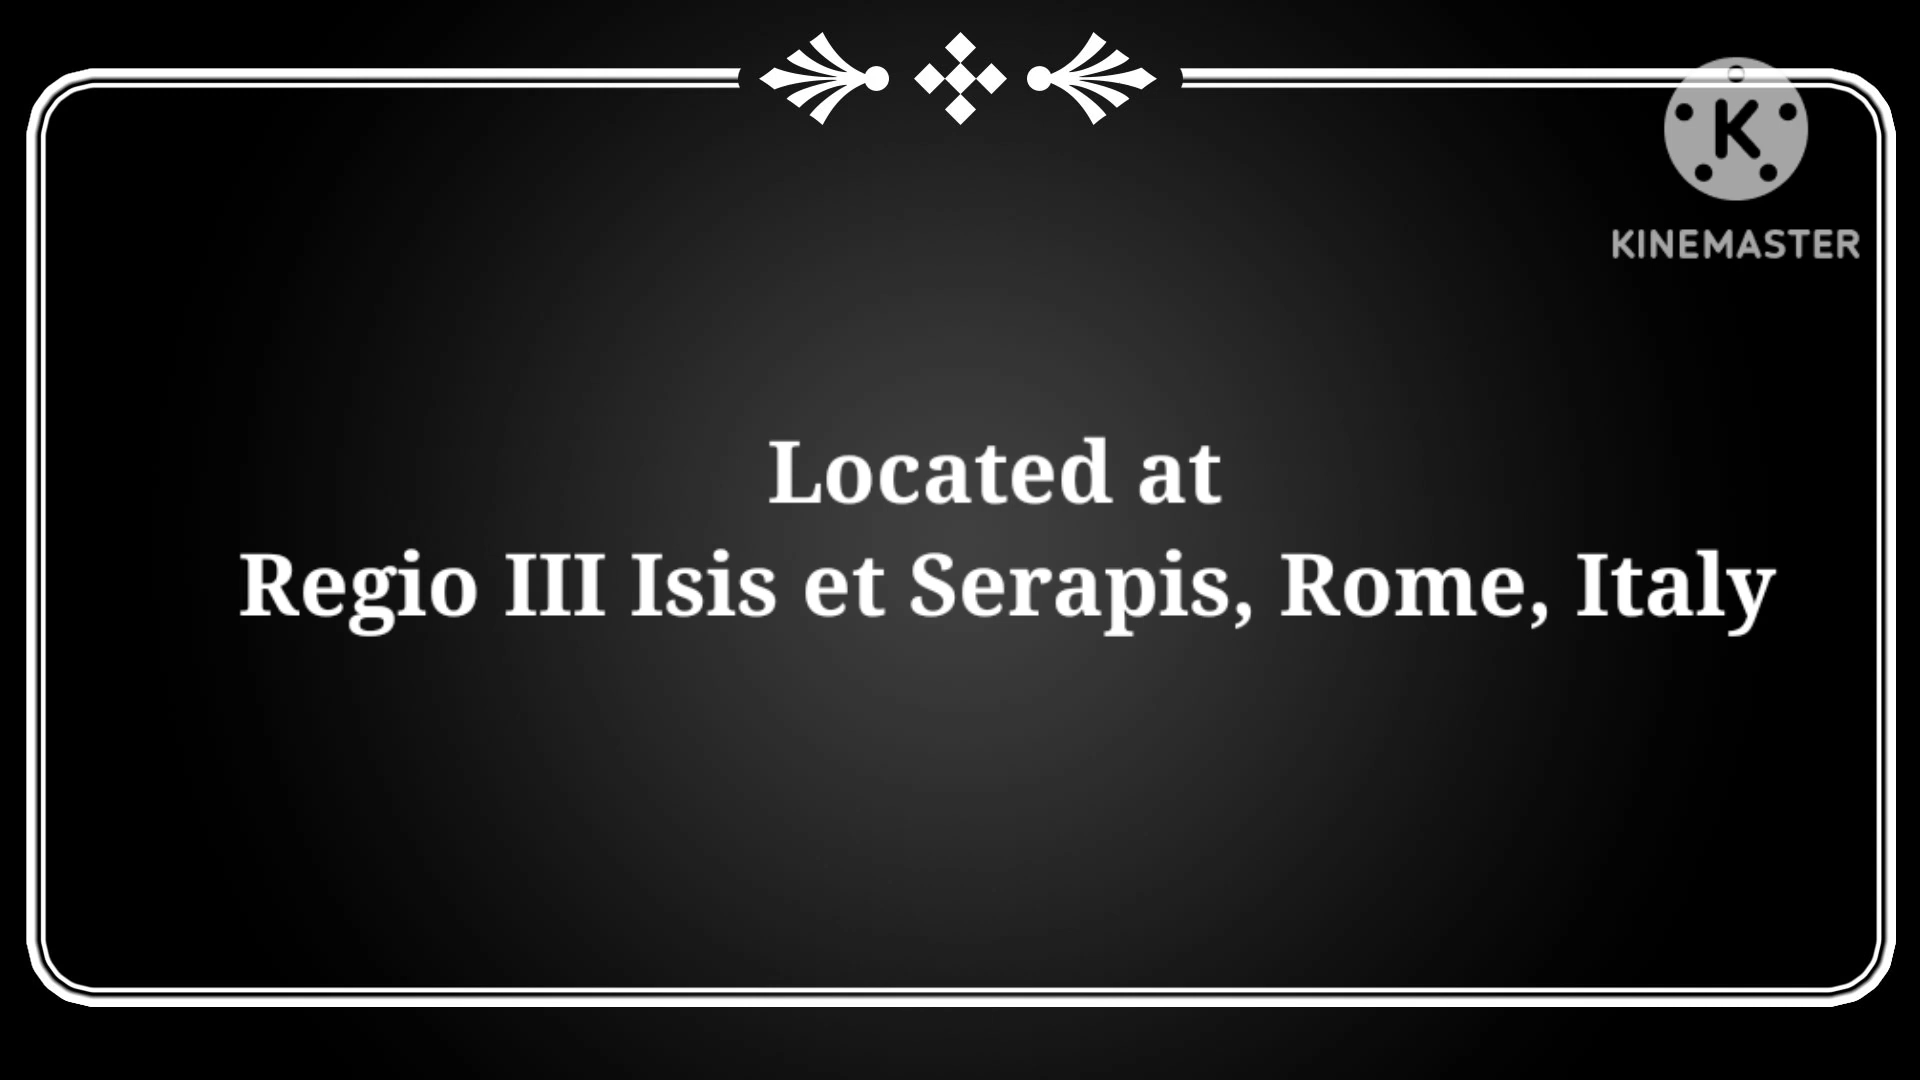 K
KINEMASTER
Located at
Regio III Isis et Serapis, Rome, Italy